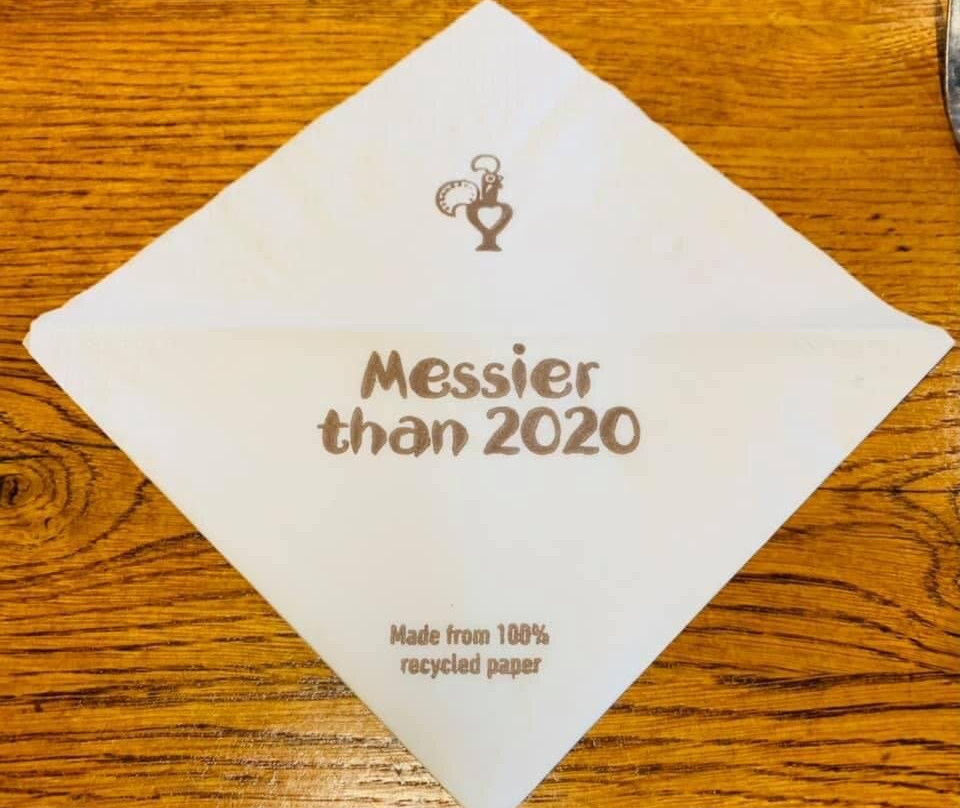 Messier
than 2020
Made from 100%
recycled paper